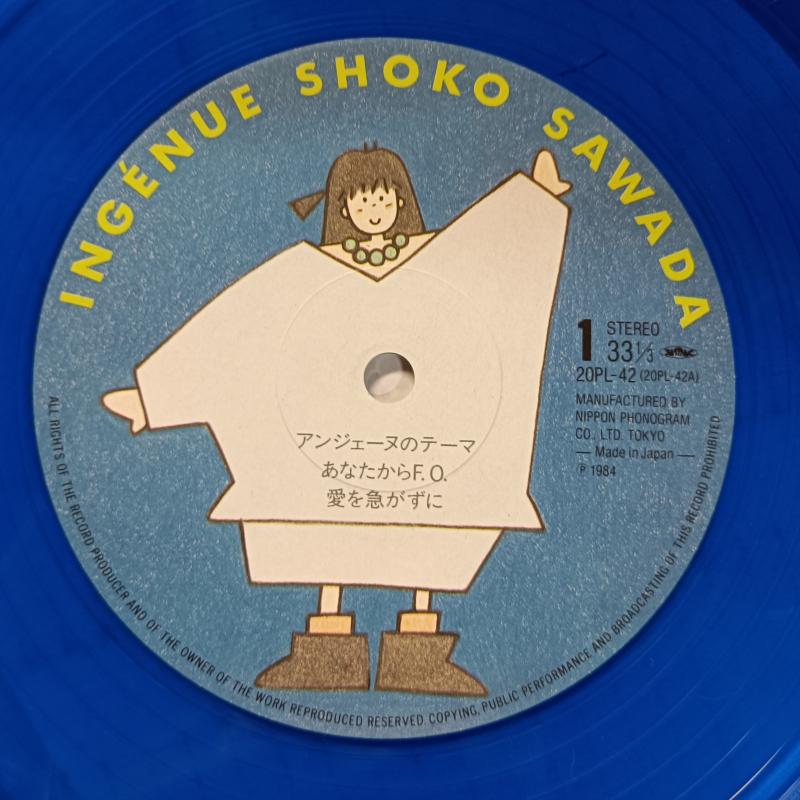 INGÉNUE SHOKO SAWADA
1 STEREO
33 1/3
20PL-42 (20PL-42A)
MANUFACTURED BY
NIPPON PHONOGRAM
CO., LTD. TOKYO
— Made in Japan —
Ⓟ 1984
アンジェーヌのテーマ
あなたからF.O.
愛を急がずに
ALL RIGHTS OF THE RECORD PRODUCER AND OF THE OWNER OF THE WORK REPRODUCED RESERVED. COPYING, PUBLIC PERFORMANCE AND BROADCASTING OF THIS RECORD PROHIBITED